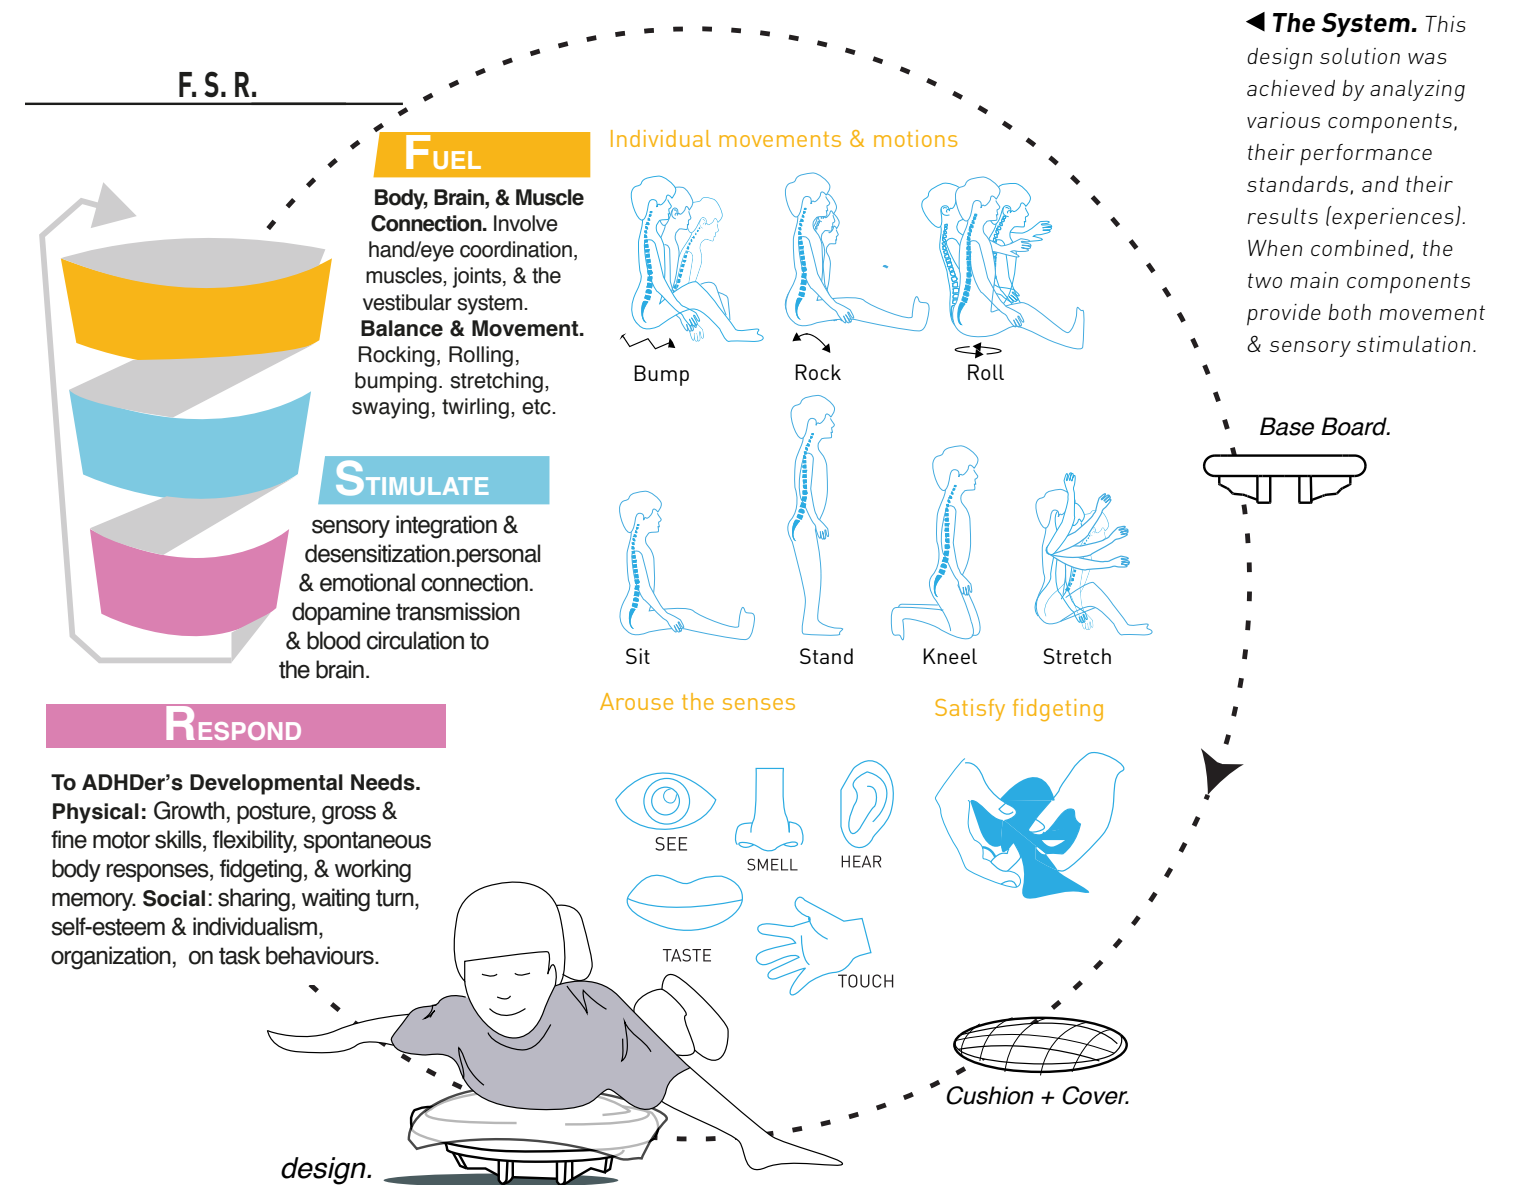 F. S. R.
FUEL
Body, Brain, & Muscle
Connection. Involve
hand/eye coordination,
muscles, joints, & the
vestibular system.
Balance & Movement.
Rocking, Rolling,
bumping. stretching,
swaying, twirling, etc.
STIMULATE
sensory integration &
desensitization.personal
& emotional connection.
dopamine transmission
& blood circulation to
the brain.
RESPOND
To ADHDer's Developmental Needs.
Physical: Growth, posture, gross &
fine motor skills, flexibility, spontaneous
body responses, fidgeting, & working
memory. Social: sharing, waiting turn,
self-esteem & individualism,
organization, on task behaviours.
Individual movements & motions
Bump
Rock
Roll
Sit
Stand
Kneel
Stretch
Arouse the senses
SEE
SMELL
HEAR
TASTE
TOUCH
Satisfy fidgeting
The System. This
design solution was
achieved by analyzing
various components,
their performance
standards, and their
results (experiences).
When combined, the
two main components
provide both movement
& sensory stimulation.
Base Board.
Cushion + Cover.
design.